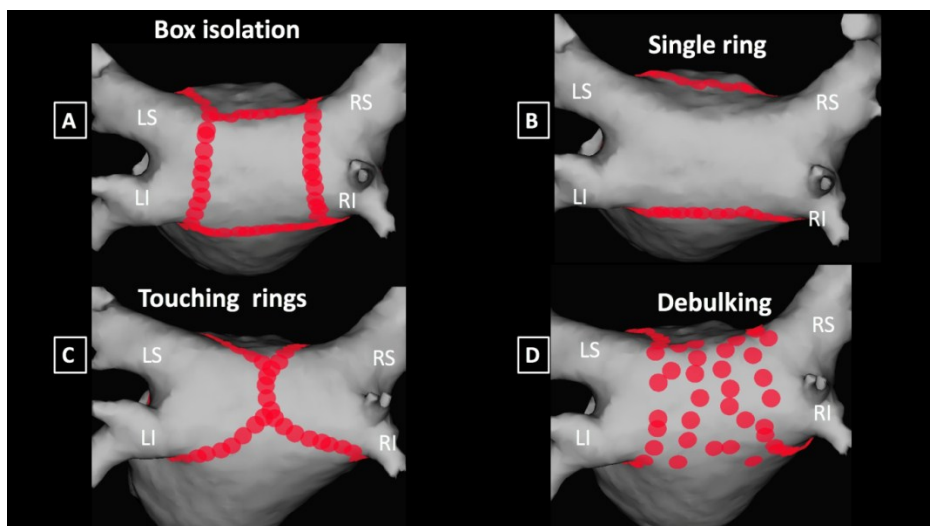 Box isolation
A
LS
RS
LI
RI
Single ring
B
LS
RS
LI
RI
Touching rings
C
LS
RS
LI
RI
Debulking
D
LS
RS
LI
RI